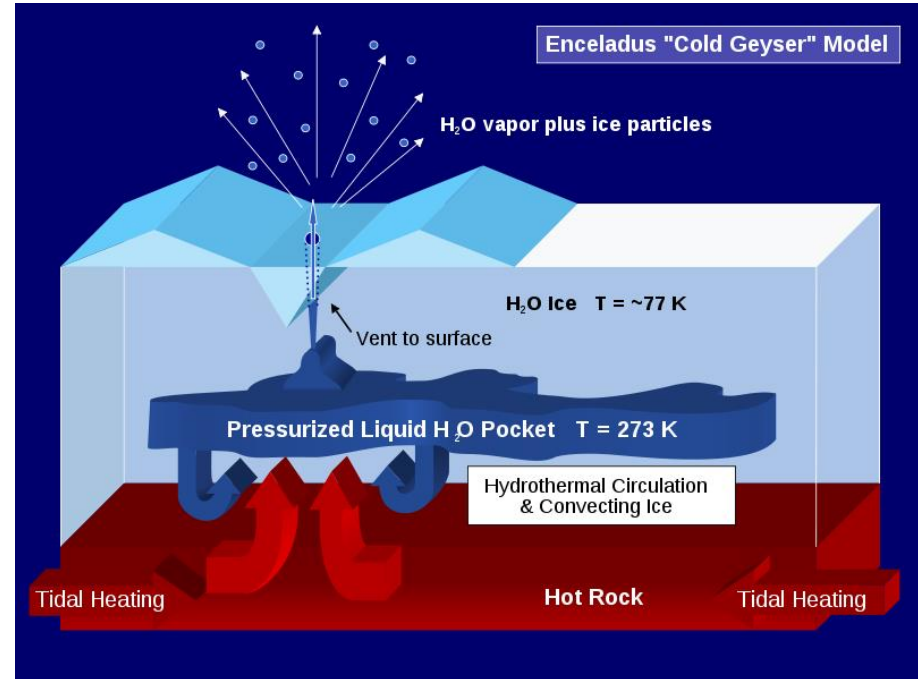 Enceladus "Cold Geyser" Model
H₂O vapor plus ice particles
H₂O Ice T = ~77 K
Vent to surface
Pressurized Liquid H₂O Pocket T = 273 K
Hydrothermal Circulation
& Convecting Ice
Tidal Heating
Hot Rock
Tidal Heating